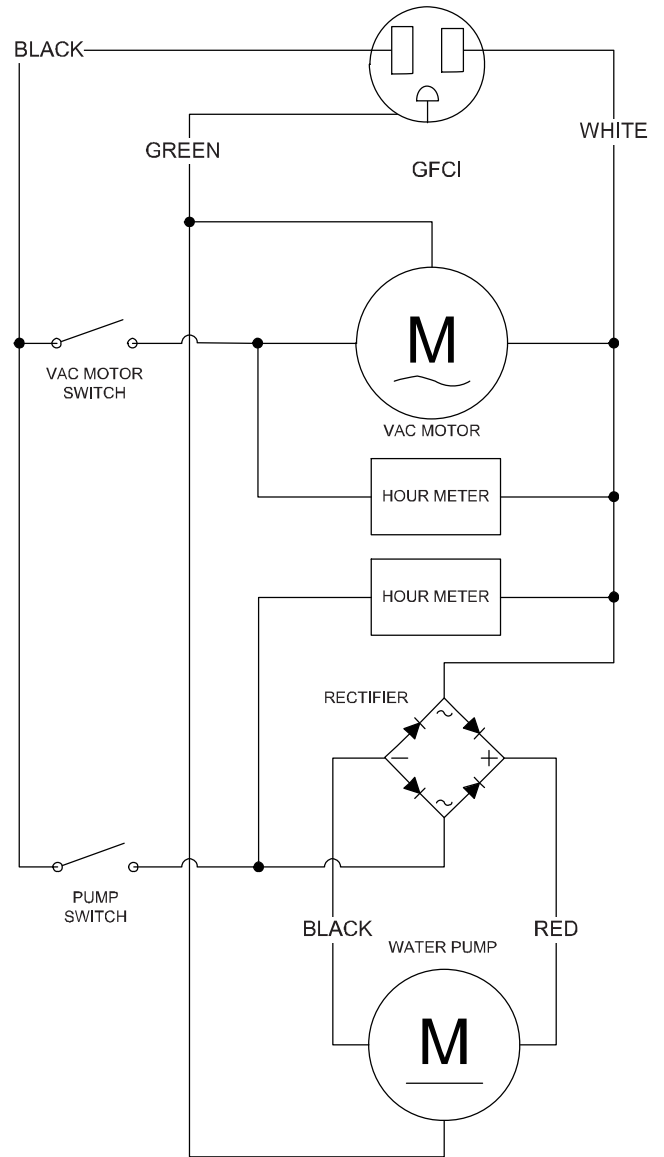 BLACK
WHITE
GREEN
GFCI
M
VAC MOTOR
SWITCH
VAC MOTOR
HOUR METER
HOUR METER
RECTIFIER
~
− +
~
PUMP
SWITCH
BLACK
WATER PUMP
RED
M